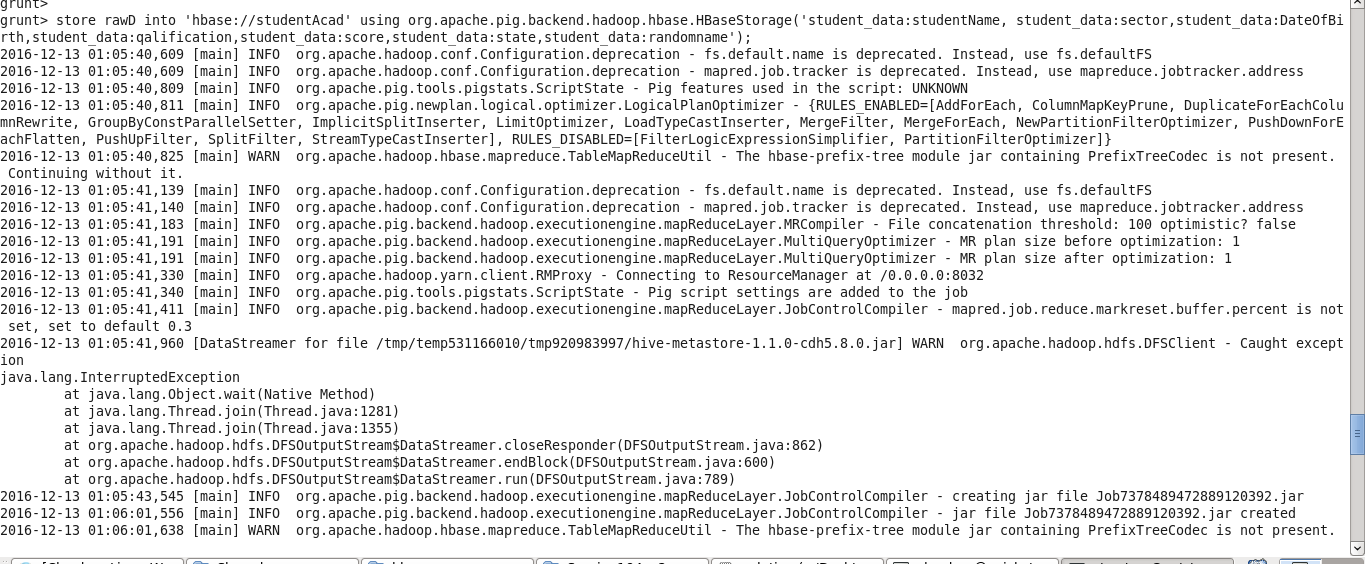 grunt>
grunt> store rawD into 'hbase://studentAcad' using org.apache.pig.backend.hadoop.hbase.HBaseStorage('student_data:studentName, student_data:sector,student_data:DateOfBi
rth,student_data:qalification,student_data:score,student_data:state,student_data:randomname');
2016-12-13 01:05:40,609 [main] INFO  org.apache.hadoop.conf.Configuration.deprecation - fs.default.name is deprecated. Instead, use fs.defaultFS
2016-12-13 01:05:40,609 [main] INFO  org.apache.hadoop.conf.Configuration.deprecation - mapred.job.tracker is deprecated. Instead, use mapreduce.jobtracker.address
2016-12-13 01:05:40,809 [main] INFO  org.apache.pig.tools.pigstats.ScriptState - Pig features used in the script: UNKNOWN
2016-12-13 01:05:40,811 [main] INFO  org.apache.pig.newplan.logical.optimizer.LogicalPlanOptimizer - {RULES_ENABLED=[AddForEach, ColumnMapKeyPrune, DuplicateForEachColu
mnRewrite, GroupByConstParallelSetter, ImplicitSplitInserter, LimitOptimizer, LoadTypeCastInserter, MergeFilter, MergeForEach, NewPartitionFilterOptimizer, PushDownForE
achFlatten, PushUpFilter, SplitFilter, StreamTypeCastInserter], RULES_DISABLED=[FilterLogicExpressionSimplifier, PartitionFilterOptimizer]}
2016-12-13 01:05:40,825 [main] WARN  org.apache.hadoop.hbase.mapreduce.TableMapReduceUtil - The hbase-prefix-tree module jar containing PrefixTreeCodec is not present.
 Continuing without it.
2016-12-13 01:05:41,139 [main] INFO  org.apache.hadoop.conf.Configuration.deprecation - fs.default.name is deprecated. Instead, use fs.defaultFS
2016-12-13 01:05:41,140 [main] INFO  org.apache.hadoop.conf.Configuration.deprecation - mapred.job.tracker is deprecated. Instead, use mapreduce.jobtracker.address
2016-12-13 01:05:41,183 [main] INFO  org.apache.pig.backend.hadoop.executionengine.mapReduceLayer.MRCompiler - File concatenation threshold: 100 optimistic? false
2016-12-13 01:05:41,191 [main] INFO  org.apache.pig.backend.hadoop.executionengine.mapReduceLayer.MultiQueryOptimizer - MR plan size before optimization: 1
2016-12-13 01:05:41,191 [main] INFO  org.apache.pig.backend.hadoop.executionengine.mapReduceLayer.MultiQueryOptimizer - MR plan size after optimization: 1
2016-12-13 01:05:41,330 [main] INFO  org.apache.hadoop.yarn.client.RMProxy - Connecting to ResourceManager at /0.0.0.0:8032
2016-12-13 01:05:41,340 [main] INFO  org.apache.pig.tools.pigstats.ScriptState - Pig script settings are added to the job
2016-12-13 01:05:41,411 [main] INFO  org.apache.pig.backend.hadoop.executionengine.mapReduceLayer.JobControlCompiler - mapred.job.reduce.markreset.buffer.percent is not
 set, set to default 0.3
2016-12-13 01:05:41,960 [DataStreamer for file /tmp/temp531166010/tmp920983997/hive-metastore-1.1.0-cdh5.8.0.jar] WARN  org.apache.hadoop.hdfs.DFSClient - Caught except
ion
java.lang.InterruptedException
        at java.lang.Object.wait(Native Method)
        at java.lang.Thread.join(Thread.java:1281)
        at java.lang.Thread.join(Thread.java:1355)
        at org.apache.hadoop.hdfs.DFSOutputStream$DataStreamer.closeResponder(DFSOutputStream.java:862)
        at org.apache.hadoop.hdfs.DFSOutputStream$DataStreamer.endBlock(DFSOutputStream.java:600)
        at org.apache.hadoop.hdfs.DFSOutputStream$DataStreamer.run(DFSOutputStream.java:789)
2016-12-13 01:05:43,545 [main] INFO  org.apache.pig.backend.hadoop.executionengine.mapReduceLayer.JobControlCompiler - creating jar file Job7378489472889120392.jar
2016-12-13 01:06:01,556 [main] INFO  org.apache.pig.backend.hadoop.executionengine.mapReduceLayer.JobControlCompiler - jar file Job7378489472889120392.jar created
2016-12-13 01:06:01,638 [main] WARN  org.apache.hadoop.hbase.mapreduce.TableMapReduceUtil - The hbase-prefix-tree module jar containing PrefixTreeCodec is not present.